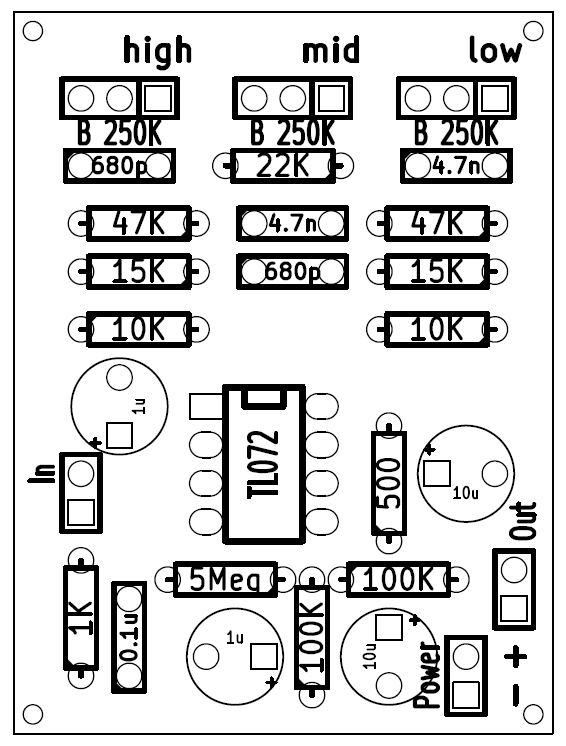 high mid low
B 250K B 250K B 250K
680p 22K 4.7n
47K 4.7n 47K
15K 680p 15K
10K 10K
1u
+
In
TL072
500
+
10u
Out
5Meg 100K
1K
0.1u
1u
+
100K
10u
+
Power
+
-